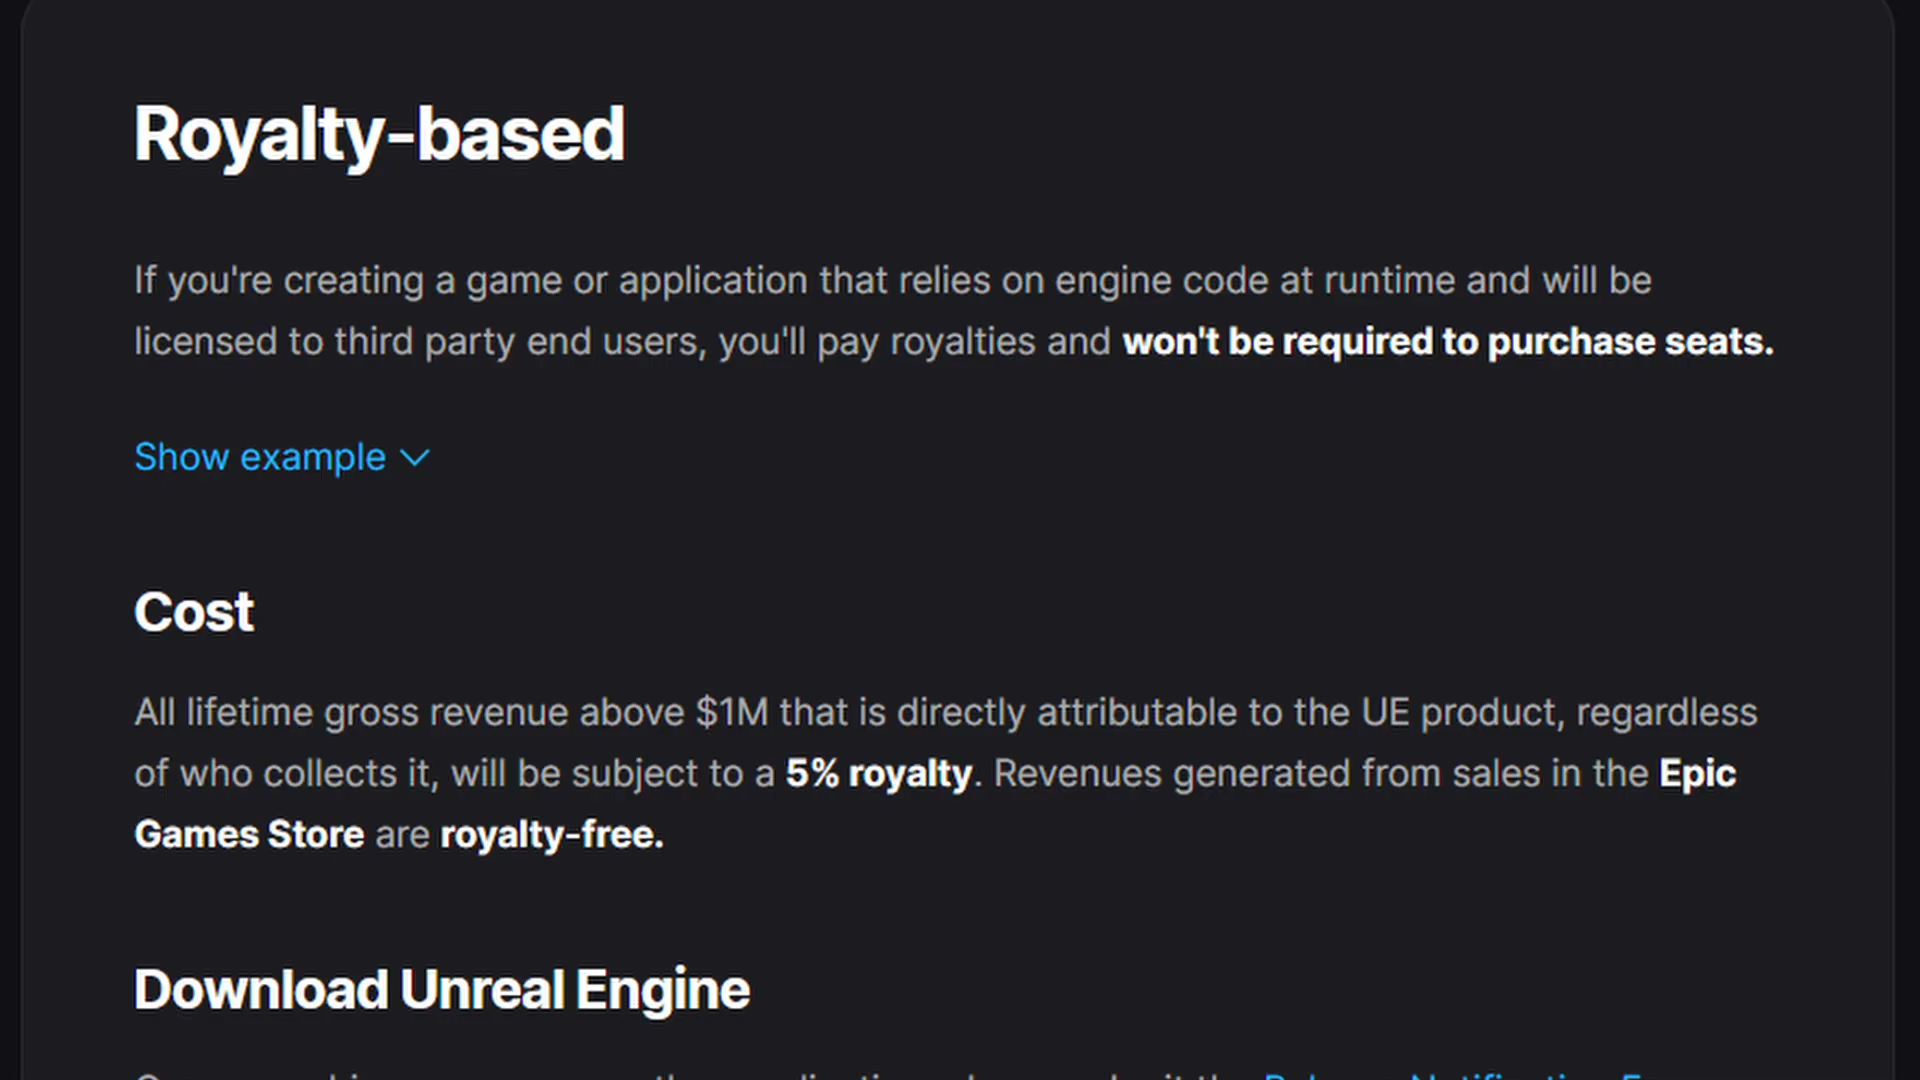 Royalty-based
If you're creating a game or application that relies on engine code at runtime and will be
licensed to third party end users, you'll pay royalties and won't be required to purchase seats.
Show example
Cost
All lifetime gross revenue above $1M that is directly attributable to the UE product, regardless
of who collects it, will be subject to a 5% royalty. Revenues generated from sales in the Epic
Games Store are royalty-free.
Download Unreal Engine